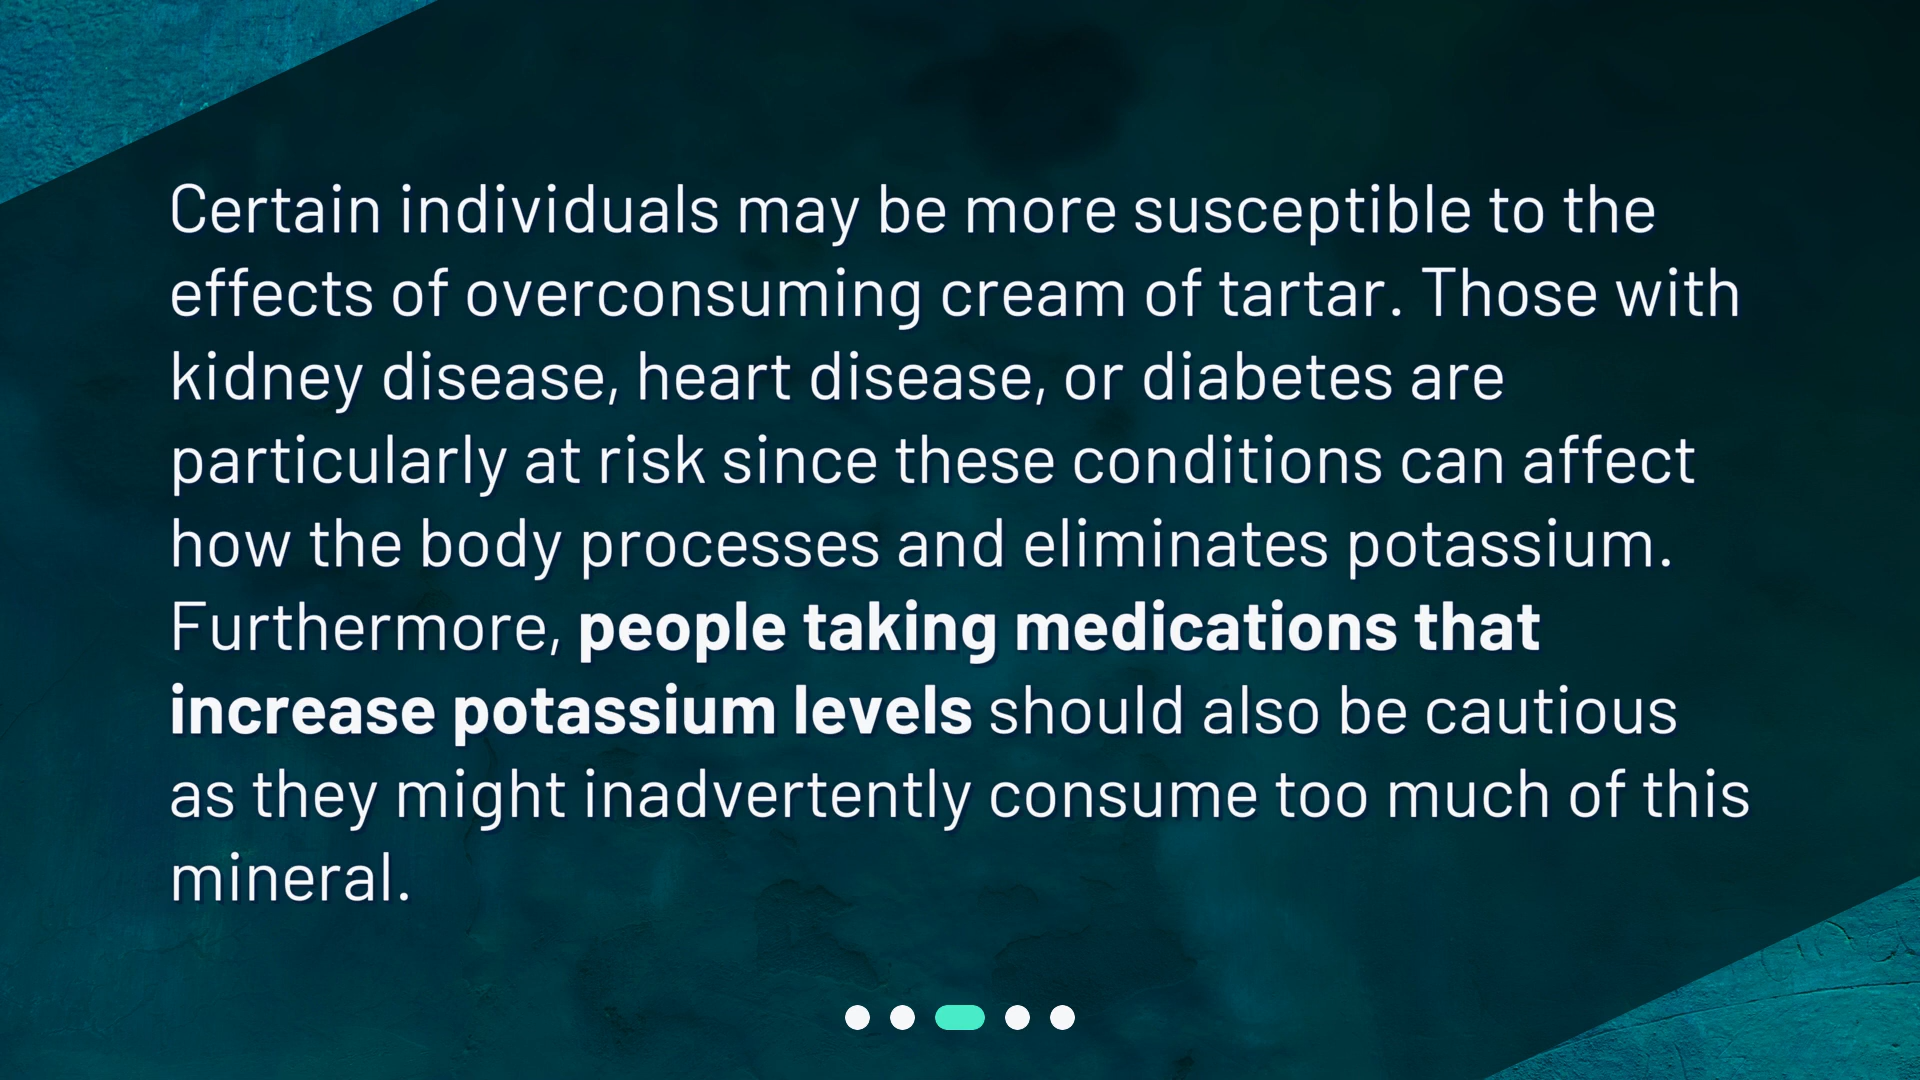 Certain individuals may be more susceptible to the
effects of overconsuming cream of tartar. Those with
kidney disease, heart disease, or diabetes are
particularly at risk since these conditions can affect
how the body processes and eliminates potassium.
Furthermore, people taking medications that
increase potassium levels should also be cautious
as they might inadvertently consume too much of this
mineral.